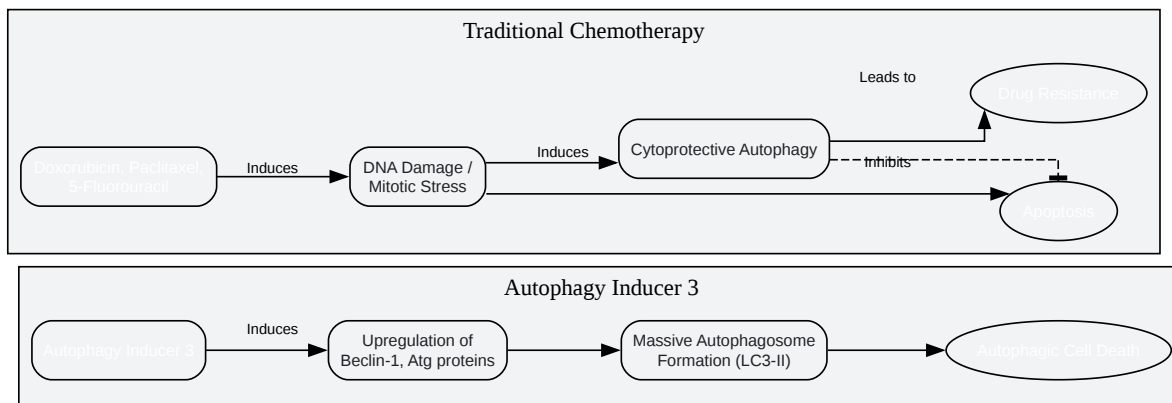 Traditional Chemotherapy
Leads to
Drug Resistance
Doxorubicin, Paclitaxel,
5-Fluorouracil
Induces
DNA Damage /
Mitotic Stress
Induces
Cytoprotective Autophagy
Inhibits
Apoptosis
Autophagy Inducer 3
Autophagy Inducer 3
Induces
Upregulation of
Beclin-1, Atg proteins
Massive Autophagosome
Formation (LC3-II)
Autophagic Cell Death